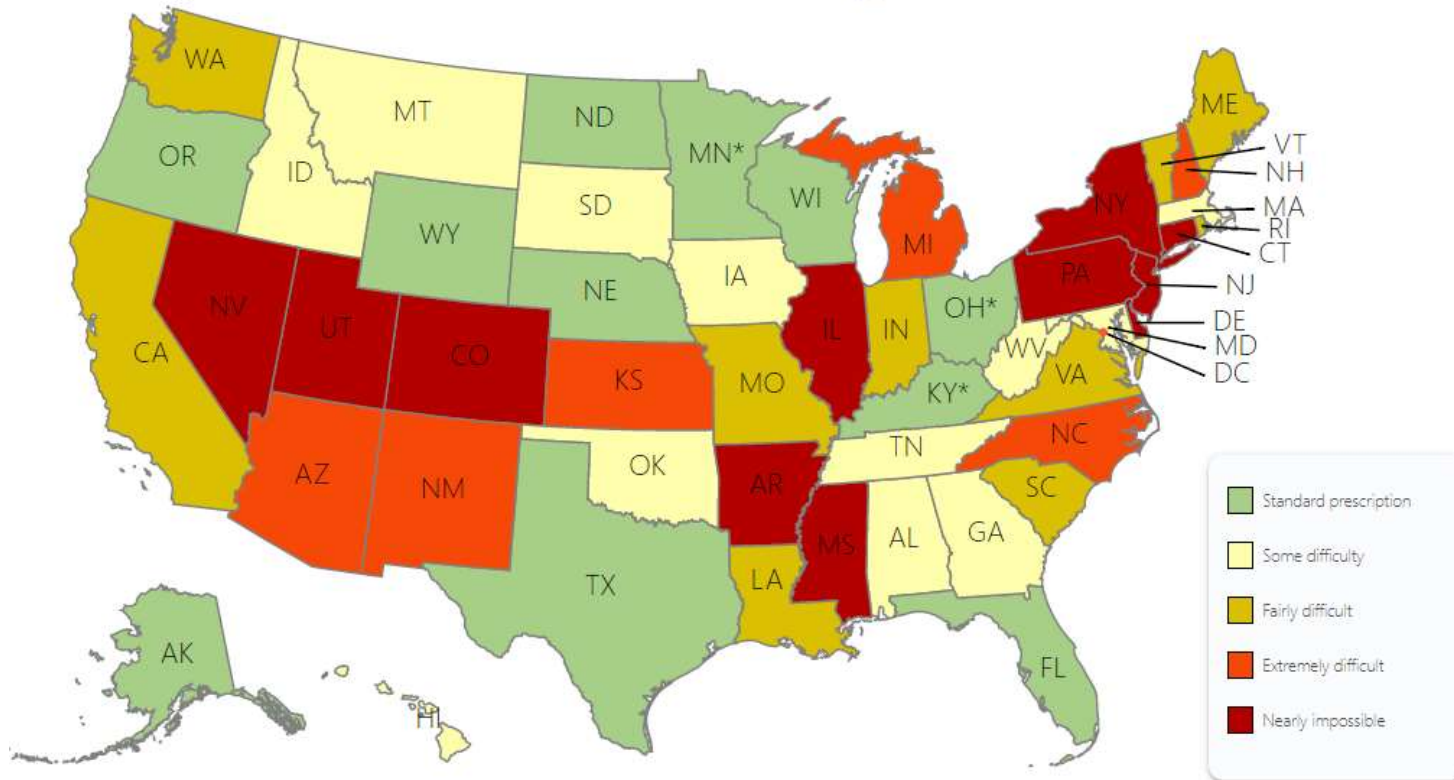 WA
MT
ND
MN*
ME
VT
NH
MA
RI
CT
NJ
DE
MD
DC
OR
ID
SD
WI
MI
NY
WY
IA
PA
NE
OH*
NV
UT
CO
IL
IN
WV
CA
KS
MO
VA
KY*
NC
AZ
NM
OK
TN
AR
SC
MS
AL
GA
TX
LA
AK
FL
HI
Standard prescription
Some difficulty
Fairly difficult
Extremely difficult
Nearly impossible